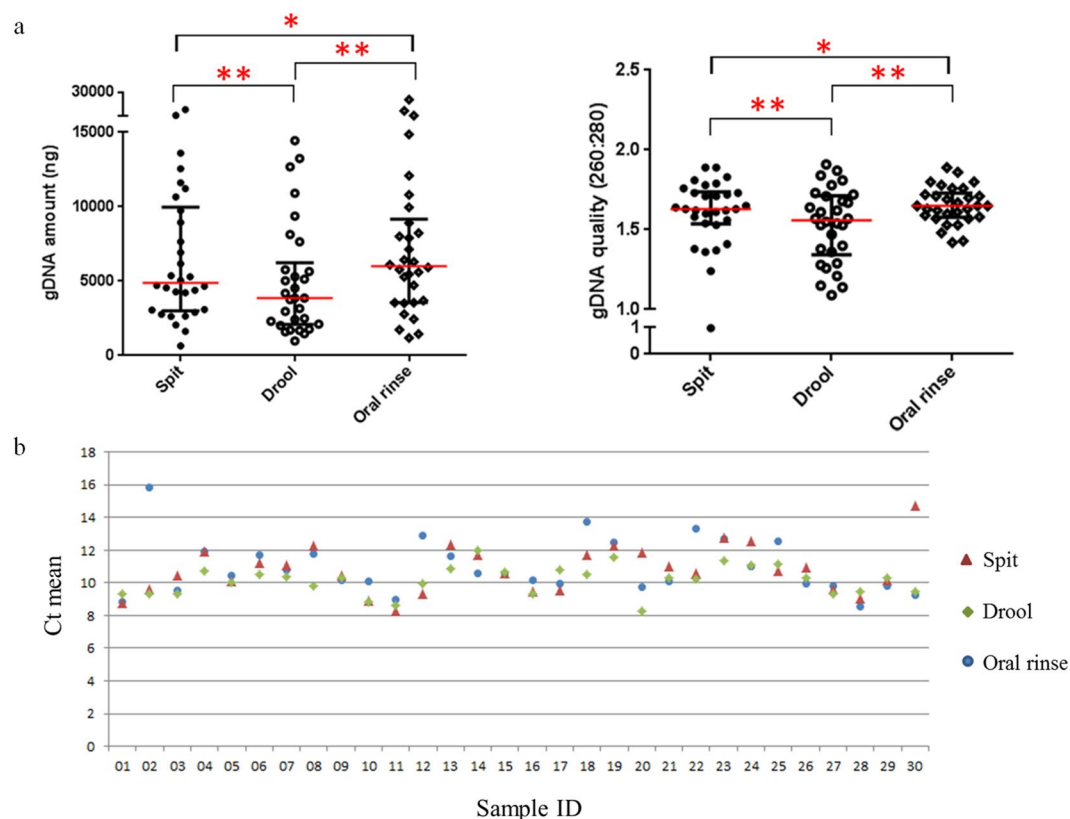 a
*
**
**
gDNA amount (ng)
30000
15000
10000
5000
0
Spit
Drool
Oral rinse
*
**
**
gDNA quality (260:280)
2.5
2.0
1.5
1.0
1
0
Spit
Drool
Oral rinse
b
Ct mean
18
16
14
12
10
8
6
4
2
0
01 02 03 04 05 06 07 08 09 10 11 12 13 14 15 16 17 18 19 20 21 22 23 24 25 26 27 28 29 30
Sample ID
Spit
Drool
Oral rinse